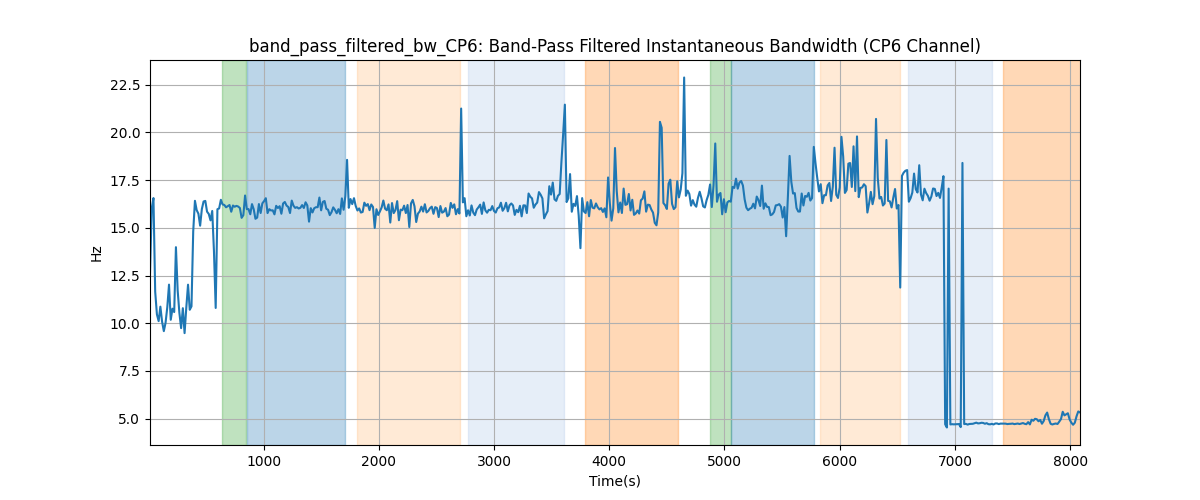 band_pass_filtered_bw_CP6: Band-Pass Filtered Instantaneous Bandwidth (CP6 Channel)
22.5
20.0
17.5
15.0
12.5
10.0
7.5
5.0
Hz
1000 2000 3000 4000 5000 6000 7000 8000
Time(s)